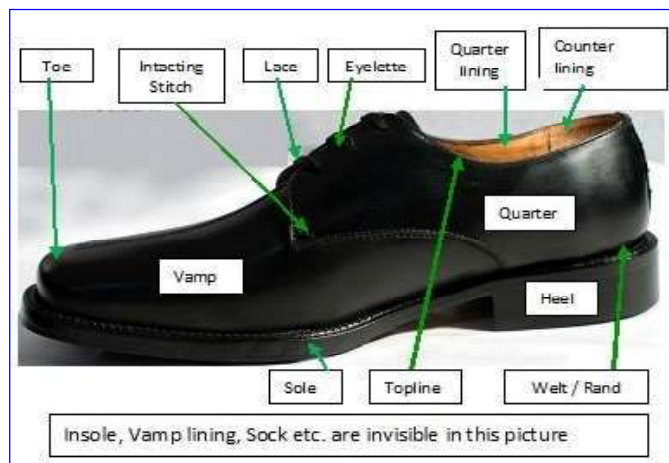 Toe
Intacting
Stitch
Lace
Eyelette
Quarter
lining
Counter
lining
Quarter
Vamp
Heel
Sole
Topline
Welt / Rand
Insole, Vamp lining, Sock etc. are invisible in this picture